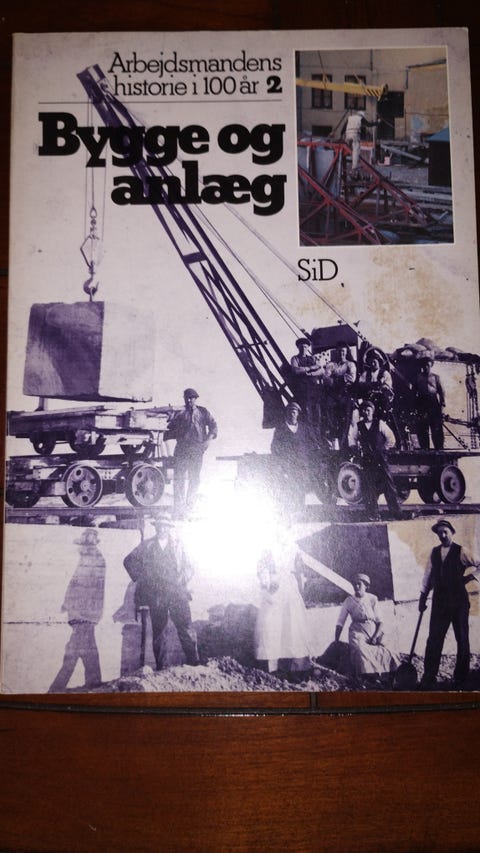 Arbejdsmandens
historie i 100 år 2
Bygge og
anlæg
SiD